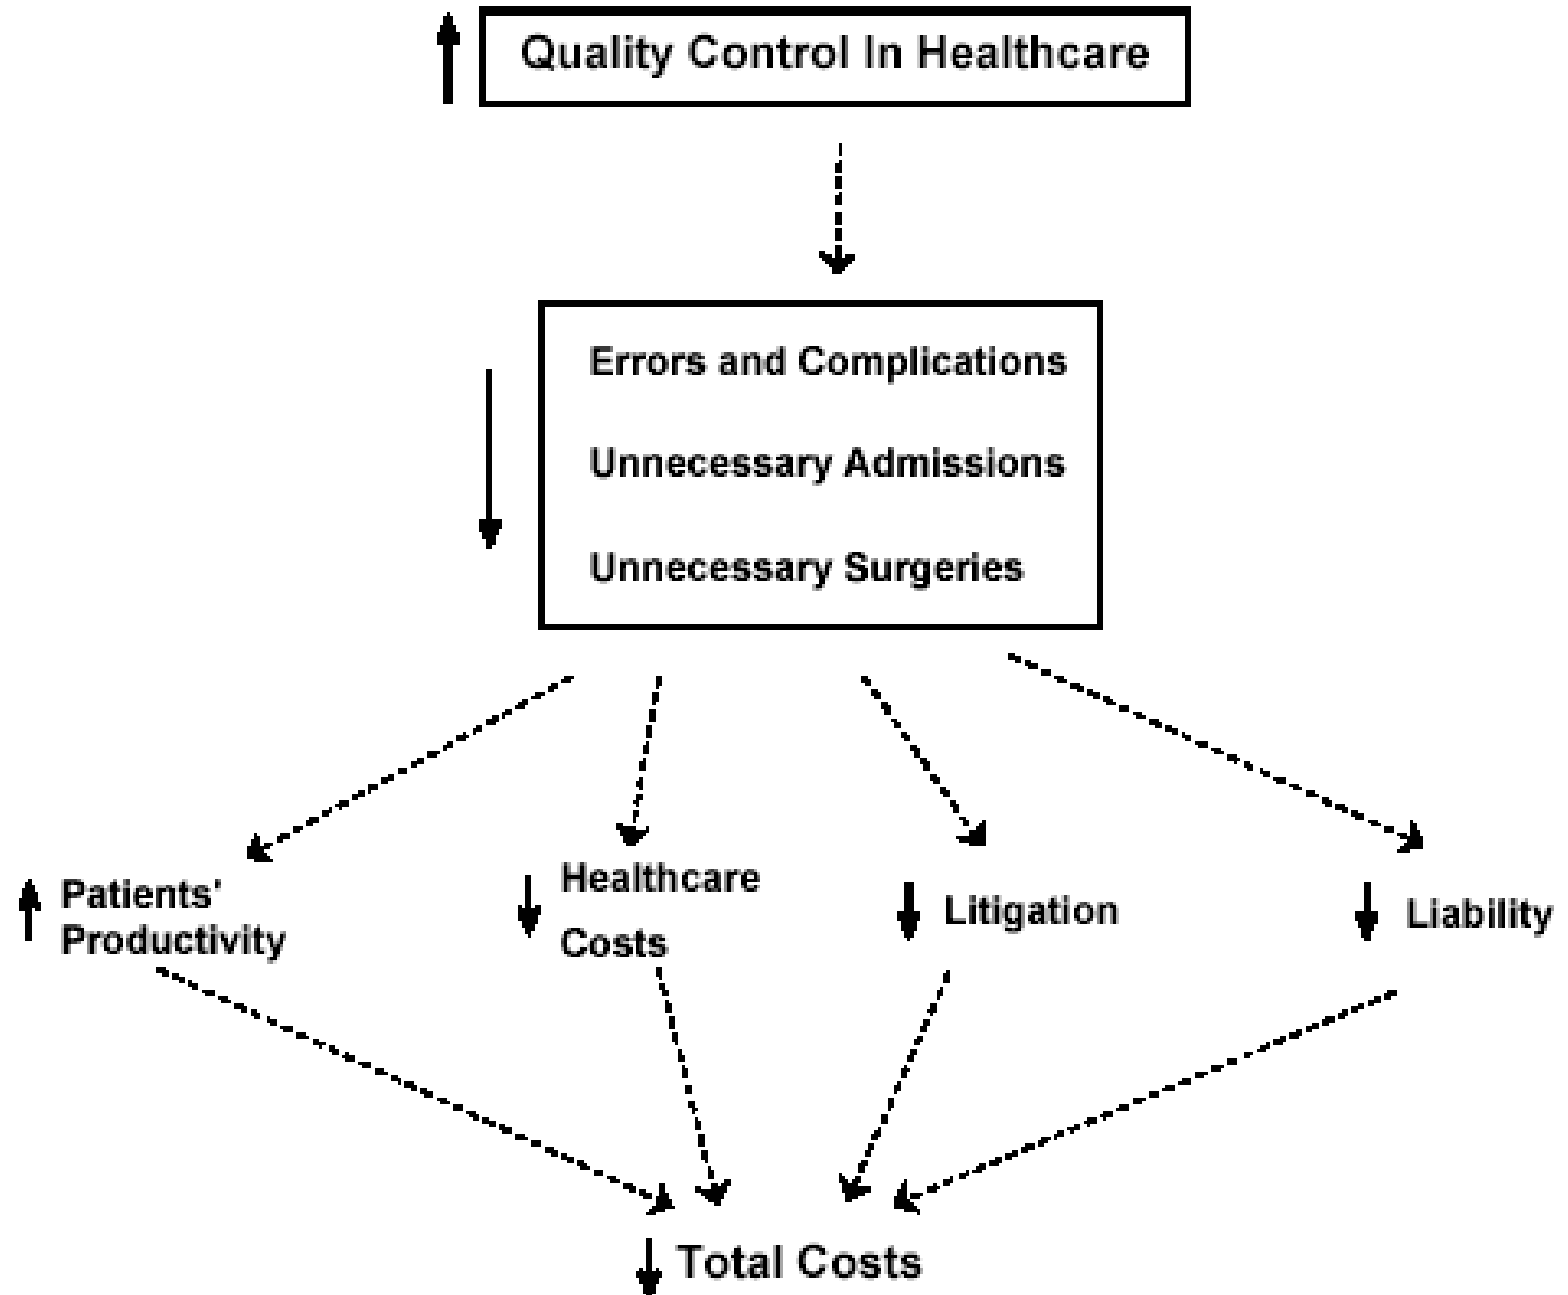 Quality Control In Healthcare
Errors and Complications
Unnecessary Admissions
Unnecessary Surgeries
Patients'
Productivity
Healthcare
Costs
Litigation
Liability
Total Costs